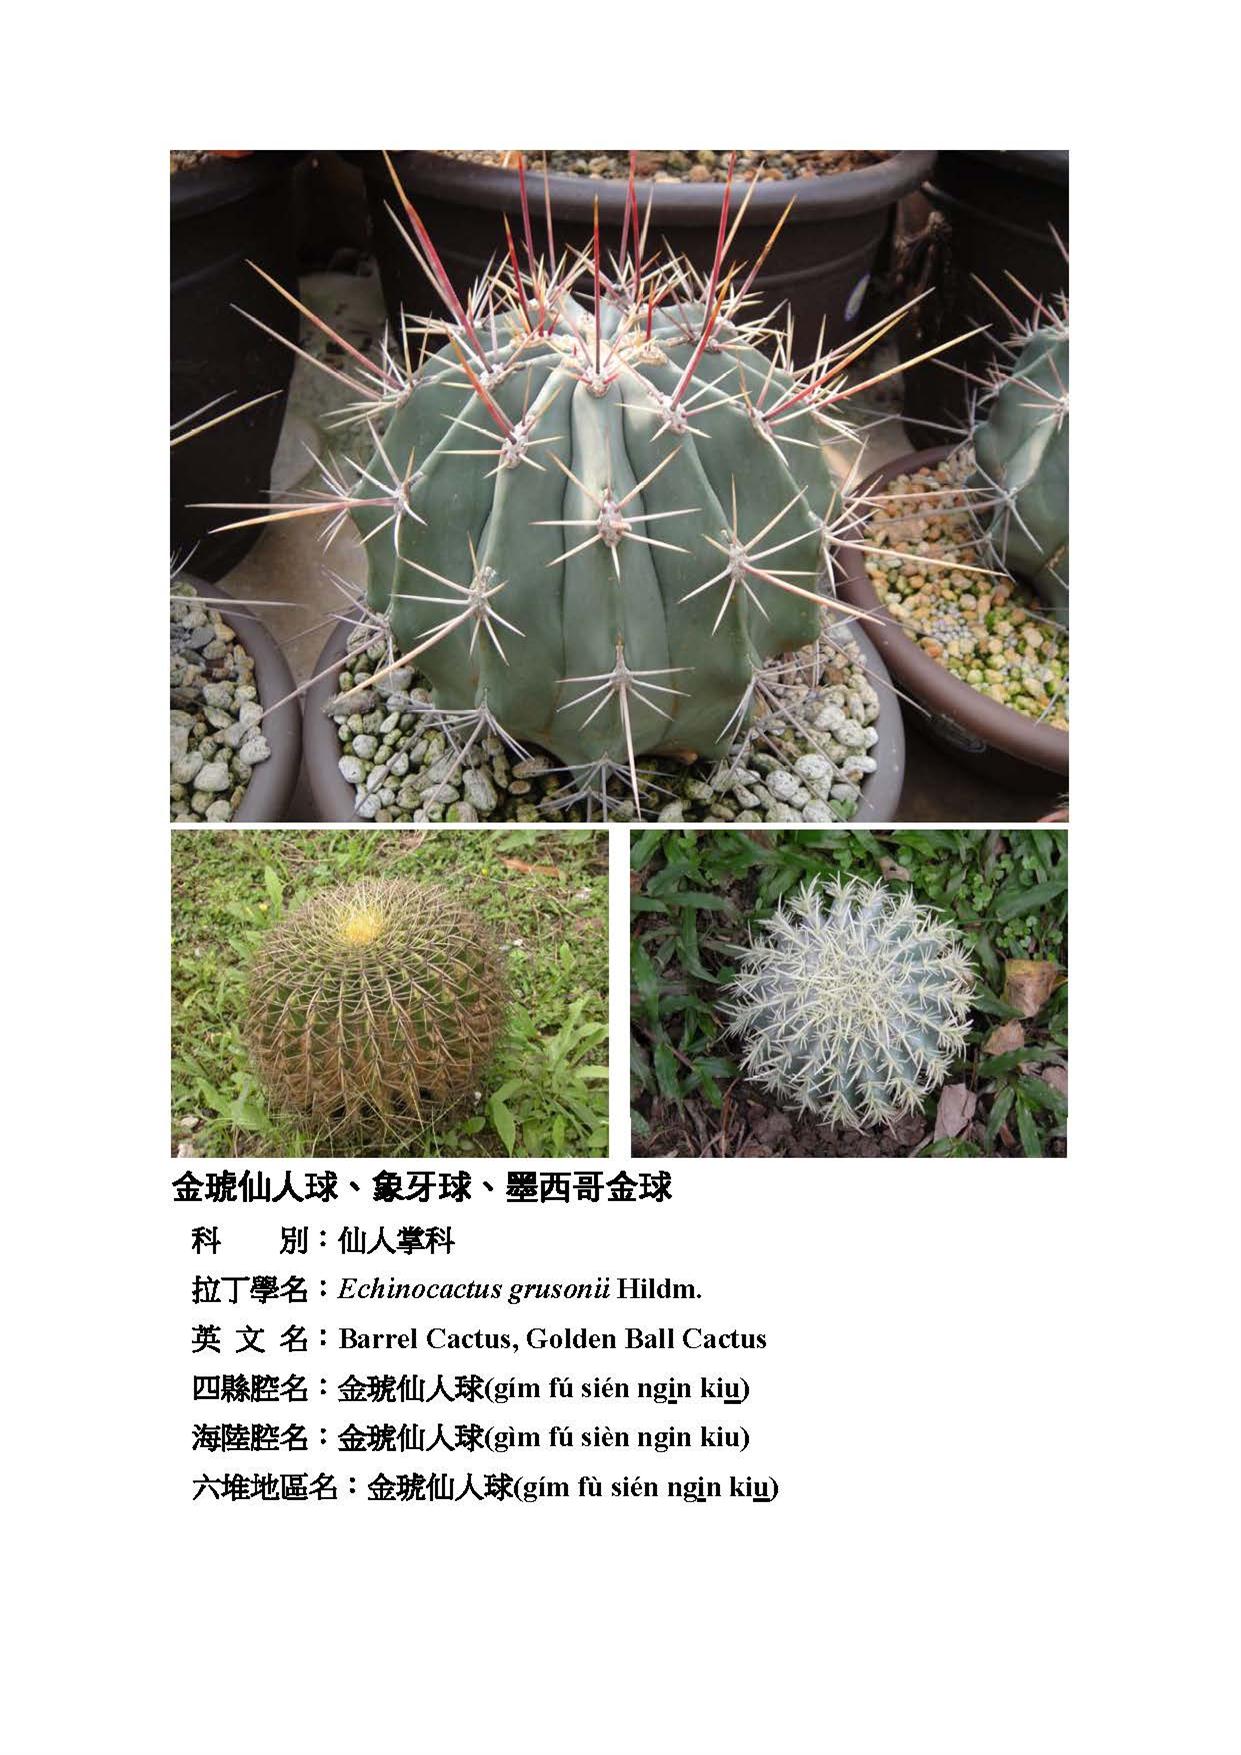 金琥仙人球、象牙球、墨西哥金球
科　　別：仙人掌科
拉丁學名：Echinocactus grusonii Hildm.
英 文 名：Barrel Cactus, Golden Ball Cactus
四縣腔名：金琥仙人球(gím fú sién ngi̲n kiu̲)
海陸腔名：金琥仙人球(gìm fú sièn ngin kiu)
六堆地區名：金琥仙人球(gím fù sién ngi̲n kiu̲)